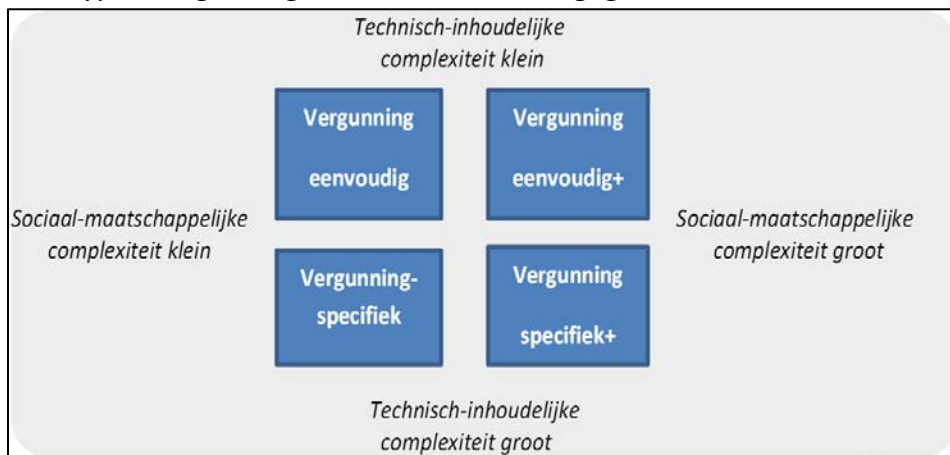 Technisch-inhoudelijke
complexiteit klein
Vergunning
eenvoudig
Vergunning
eenvoudig+
Sociaal-maatschappelijke
complexiteit klein
Sociaal-maatschappelijke
complexiteit groot
Vergunning-
specifiek
Vergunning
specifiek+
Technisch-inhoudelijke
complexiteit groot